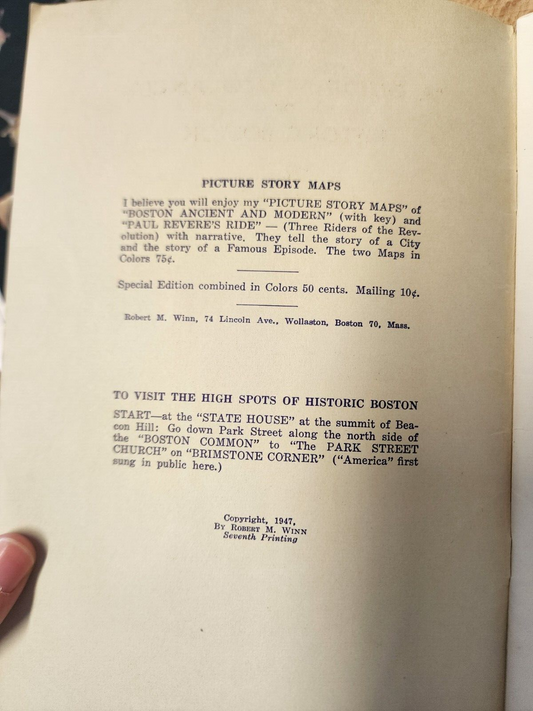 PICTURE STORY MAPS
I believe you will enjoy my "PICTURE STORY MAPS" of
"BOSTON ANCIENT AND MODERN" (with key) and
"PAUL REVERE'S RIDE" — (Three Riders of the Rev-
olution) with narrative. They tell the story of a City
and the story of a Famous Episode. The two Maps in
Colors 75¢.
Special Edition combined in Colors 50 cents. Mailing 10¢.
Robert M. Winn, 74 Lincoln Ave., Wollaston, Boston 70, Mass.
TO VISIT THE HIGH SPOTS OF HISTORIC BOSTON
START—at the "STATE HOUSE" at the summit of Bea-
con Hill: Go down Park Street along the north side of
the "BOSTON COMMON" to "The PARK STREET
CHURCH" on "BRIMSTONE CORNER" ("America" first
sung in public here.)
Copyright, 1947,
By Robert M. Winn
Seventh Printing